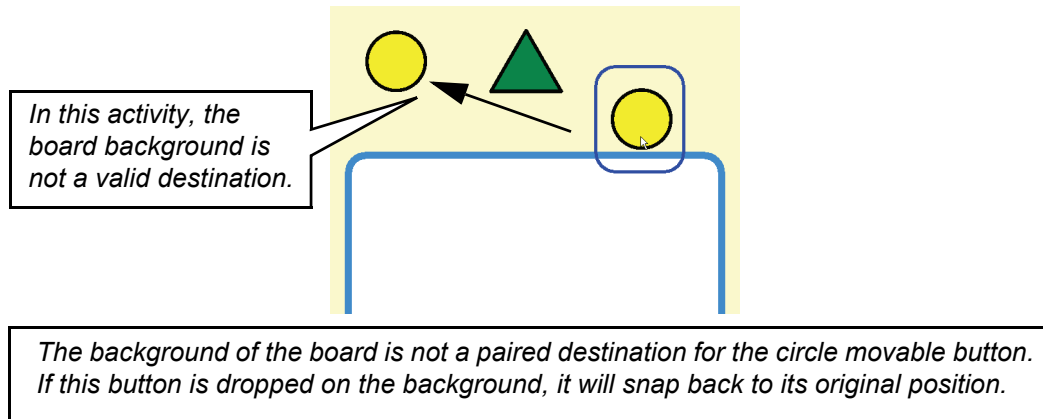 In this activity, the
board background is
not a valid destination.
The background of the board is not a paired destination for the circle movable button.
If this button is dropped on the background, it will snap back to its original position.